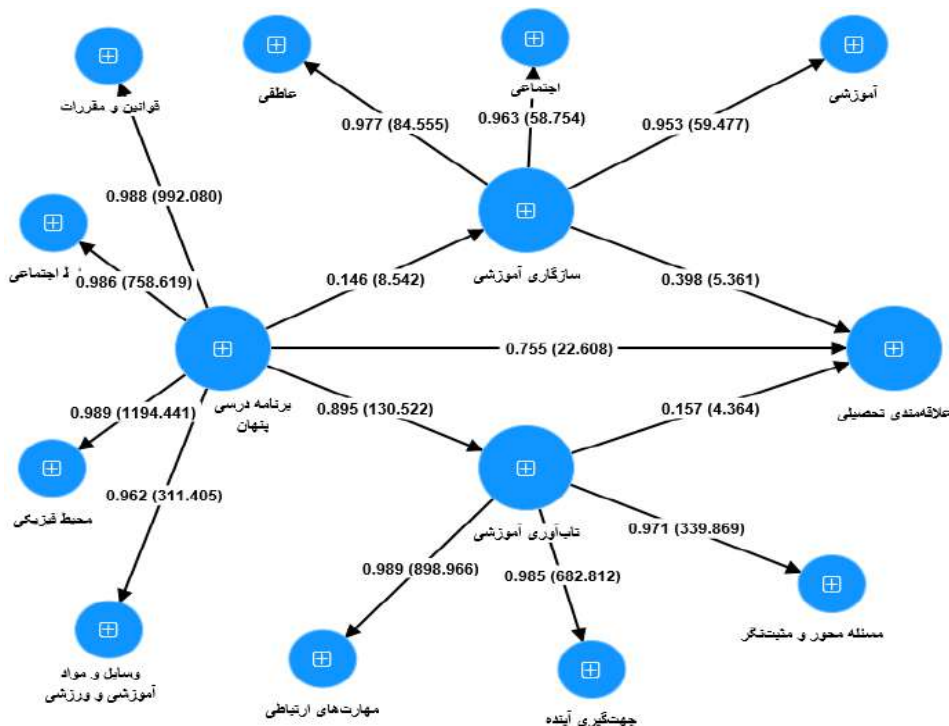 قوانین و مقررات
عاطفی
اجتماعی
آموزشی
0.977 (84.555)
0.963 (58.754)
0.953 (59.477)
0.988 (992.080)
اجتماعی
0.986 (758.619)
0.146 (8.542)
سازگاری آموزشی
0.398 (5.361)
0.755 (22.608)
برنامه درسی
پنهان
علاقه‌مندی تحصیلی
0.989 (1194.441)
0.895 (130.522)
0.157 (4.364)
محیط فیزیکی
0.962 (311.405)
تاب‌آوری آموزشی
0.971 (339.869)
0.989 (898.966)
0.985 (682.812)
مسئله محور و مثبت‌نگر
وسایل و مواد
آموزشی و ورزشی
مهارت‌های ارتباطی
جهت‌گیری آینده